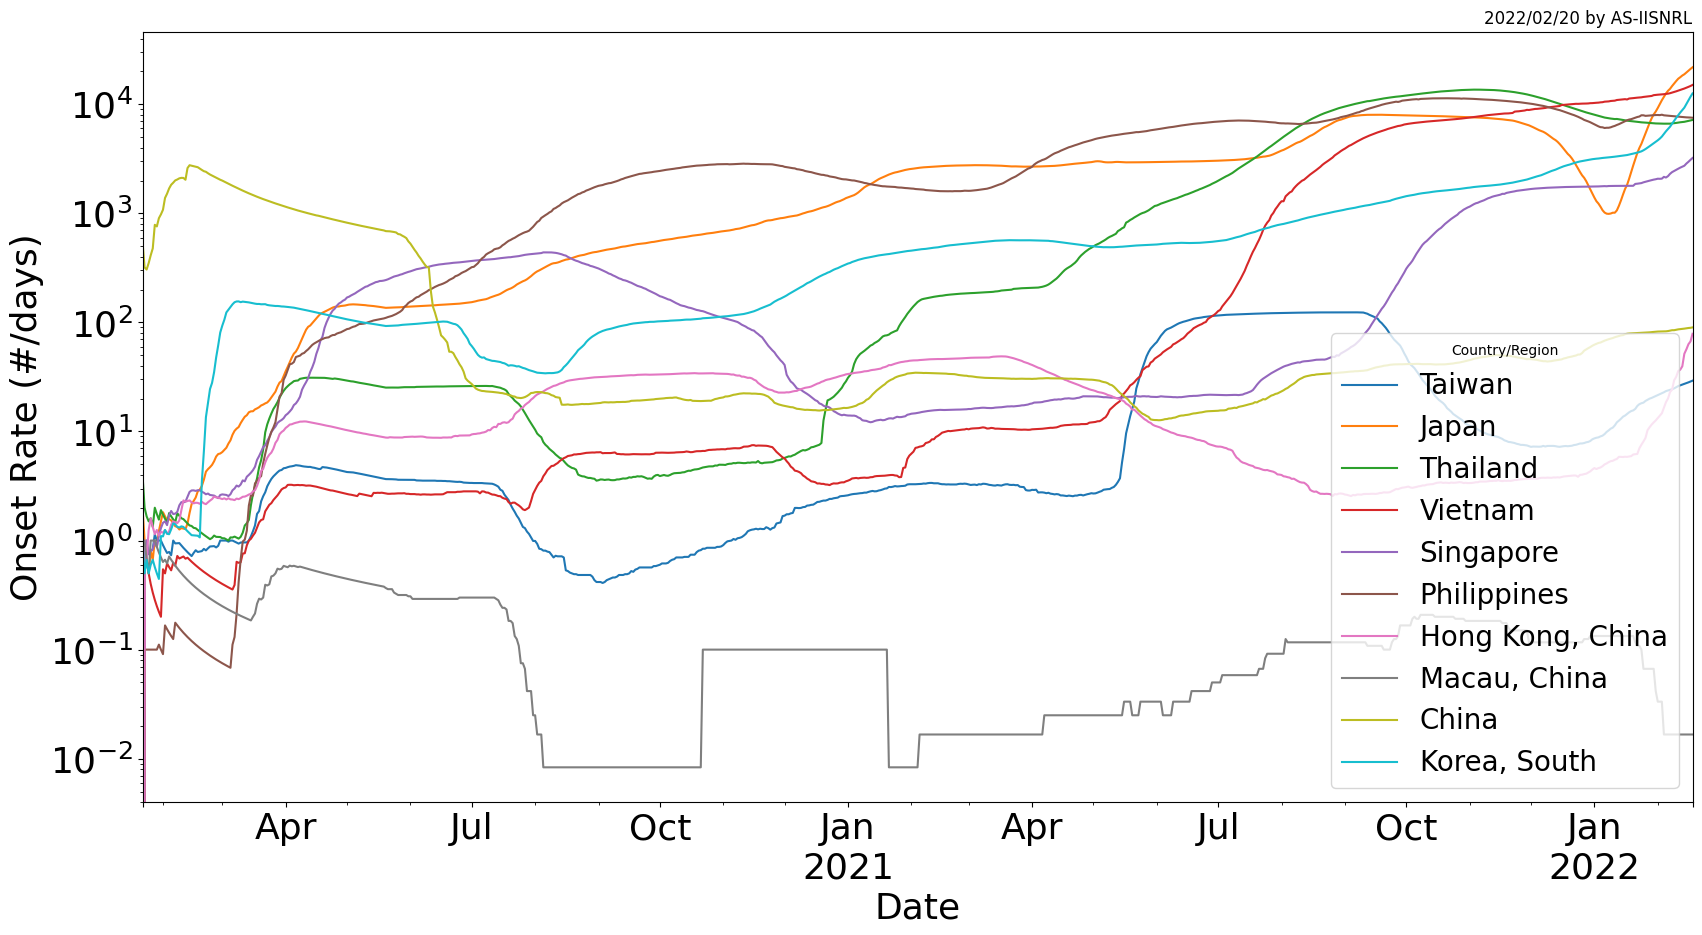 2022/02/20 by AS-IISNRL
Onset Rate (#/days)
10^4
10^3
10^2
10^1
10^0
10^−1
10^−2
Country/Region
Taiwan
Japan
Thailand
Vietnam
Singapore
Philippines
Hong Kong, China
Macau, China
China
Korea, South
Apr Jul Oct Jan Apr Jul Oct Jan
2021 2022
Date